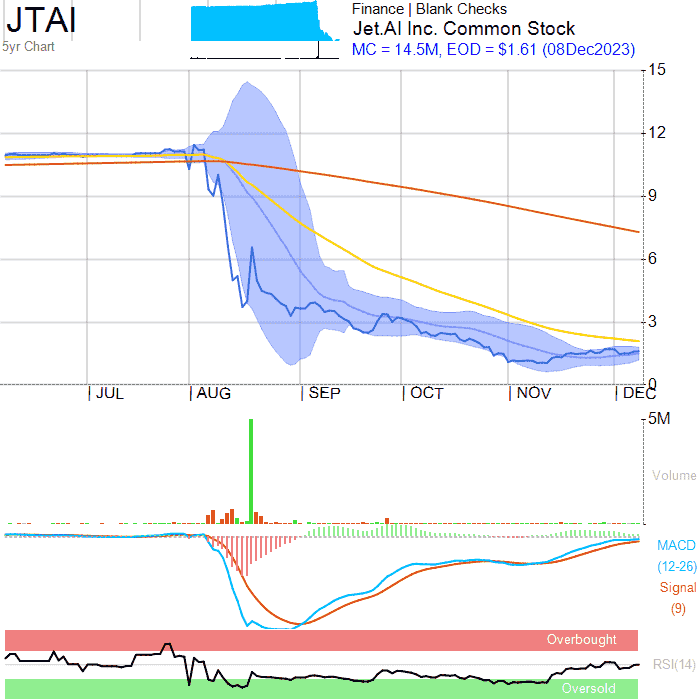 JTAI
5yr Chart
Finance | Blank Checks
Jet.AI Inc. Common Stock
MC = 14.5M, EOD = $1.61 (08Dec2023)
15
12
9
6
3
0
JUL AUG SEP OCT NOV DEC
5M
Volume
MACD
(12-26)
Signal
(9)
Overbought
RSI(14)
Oversold